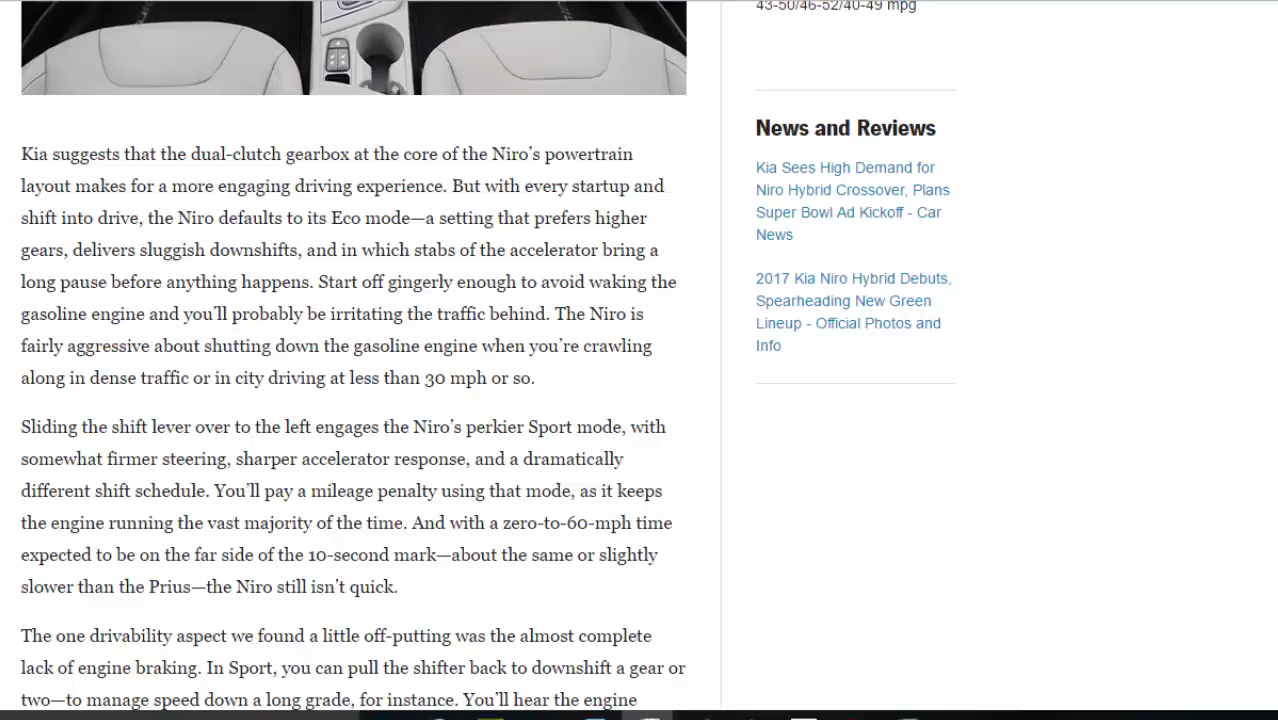 43-50/46-52/40-49 mpg
Kia suggests that the dual-clutch gearbox at the core of the Niro’s powertrain
layout makes for a more engaging driving experience. But with every startup and
shift into drive, the Niro defaults to its Eco mode—a setting that prefers higher
gears, delivers sluggish downshifts, and in which stabs of the accelerator bring a
long pause before anything happens. Start off gingerly enough to avoid waking the
gasoline engine and you’ll probably be irritating the traffic behind. The Niro is
fairly aggressive about shutting down the gasoline engine when you’re crawling
along in dense traffic or in city driving at less than 30 mph or so.
Sliding the shift lever over to the left engages the Niro’s perkier Sport mode, with
somewhat firmer steering, sharper accelerator response, and a dramatically
different shift schedule. You’ll pay a mileage penalty using that mode, as it keeps
the engine running the vast majority of the time. And with a zero-to-60-mph time
expected to be on the far side of the 10-second mark—about the same or slightly
slower than the Prius—the Niro still isn’t quick.
The one drivability aspect we found a little off-putting was the almost complete
lack of engine braking. In Sport, you can pull the shifter back to downshift a gear or
two—to manage speed down a long grade, for instance. You’ll hear the engine
News and Reviews
Kia Sees High Demand for
Niro Hybrid Crossover, Plans
Super Bowl Ad Kickoff - Car
News
2017 Kia Niro Hybrid Debuts,
Spearheading New Green
Lineup - Official Photos and
Info